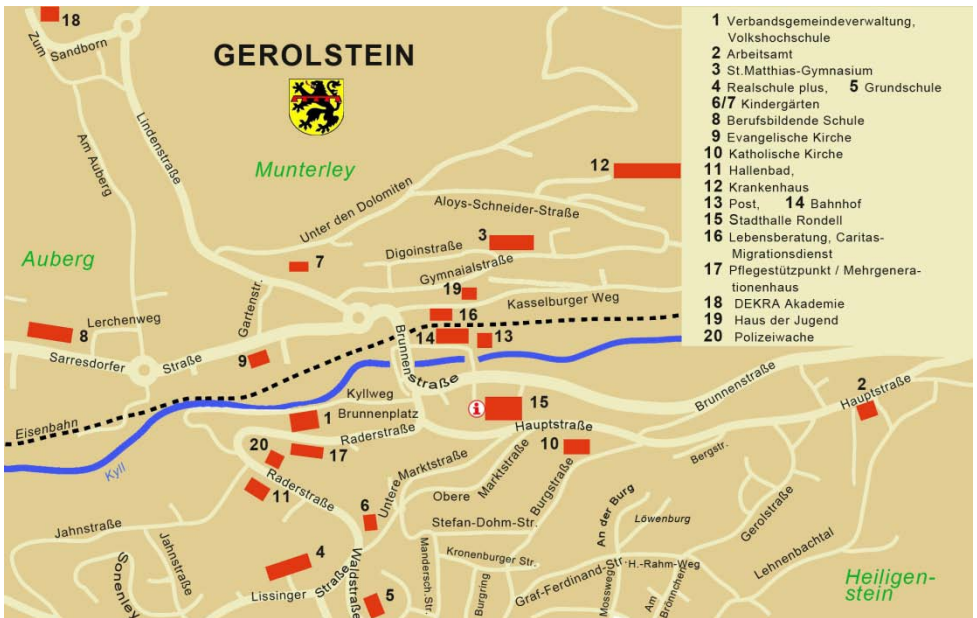 GEROLSTEIN
Munterley
Auberg
Heiligen-
stein
18
Zum Sandborn
Lindenstraße
Am Auberg
Unter den Dolomiten
12
Aloys-Schneider-Straße
Digoinstraße
3
7
Gymnaialstraße
19
Kasselburger Weg
16
Gartenstr.
Lerchenweg
8
Sarresdorfer Straße
9
14
13
Brunnenstraße
Kyllweg
Brunnenplatz
1
Eisenbahn
Kyll
Raderstraße
i
15
Hauptstraße
Brunnenstraße
2
Hauptstraße
20
17
11
Raderstraße
10
Bergstr.
Untere Marktstraße
Obere Marktstraße
Burgstraße
6
Stefan-Dohm-Str.
An der Burg
Löwenburg
Gerolstraße
Jahnstraße
Jahnstraße
Sonenley
4
Lissinger Straße
Waldstraße
5
Mandersch.Str.
Kronenburger Str.
Burgring
Graf-Ferdinand-Str.
H.-Rahm-Weg
Mossweg
Am Brönnchen
Lehnenbachtal
1 Verbandsgemeindeverwaltung,
Volkshochschule
2 Arbeitsamt
3 St.Matthias-Gymnasium
4 Realschule plus, 5 Grundschule
6/7 Kindergärten
8 Berufsbildende Schule
9 Evangelische Kirche
10 Katholische Kirche
11 Hallenbad,
12 Krankenhaus
13 Post, 14 Bahnhof
15 Stadthalle Rondell
16 Lebensberatung, Caritas-
Migrationsdienst
17 Pflegestützpunkt / Mehrgenera-
tionenhaus
18 DEKRA Akademie
19 Haus der Jugend
20 Polizeiwache